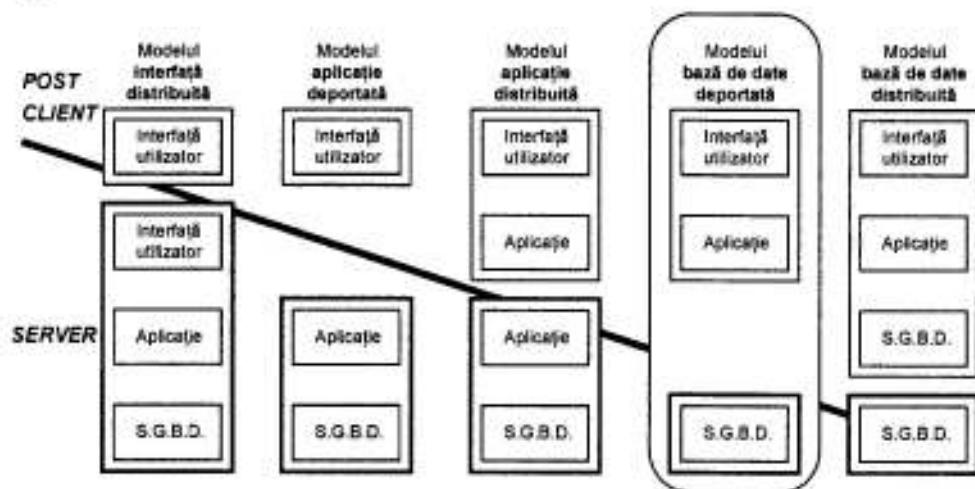 POST
CLIENT
SERVER
Modelul
interfață
distribuită
Interfață
utilizator
Interfață
utilizator
Aplicație
S.G.B.D.
Modelul
aplicație
deportată
Interfață
utilizator
Aplicație
S.G.B.D.
Modelul
aplicație
distribuită
Interfață
utilizator
Aplicație
Aplicație
S.G.B.D.
Modelul
bază de date
deportată
Interfață
utilizator
Aplicație
S.G.B.D.
Modelul
bază de date
distribuită
Interfață
utilizator
Aplicație
S.G.B.D.
S.G.B.D.